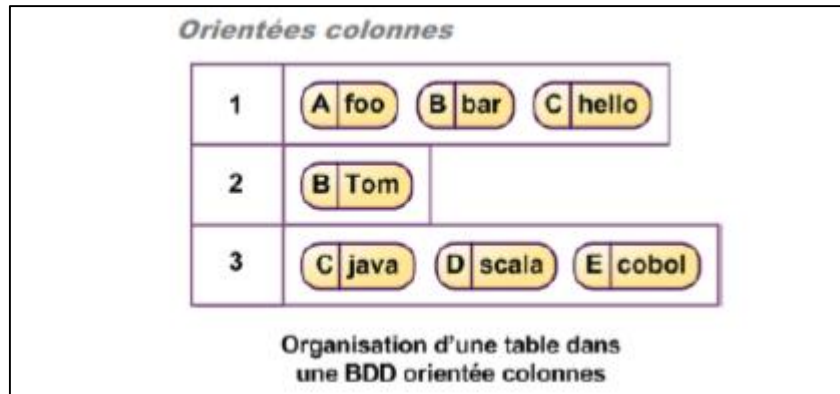 Orientées colonnes
1 A foo B bar C hello
2 B Tom
3 C java D scala E cobol
Organisation d'une table dans
une BDD orientée colonnes